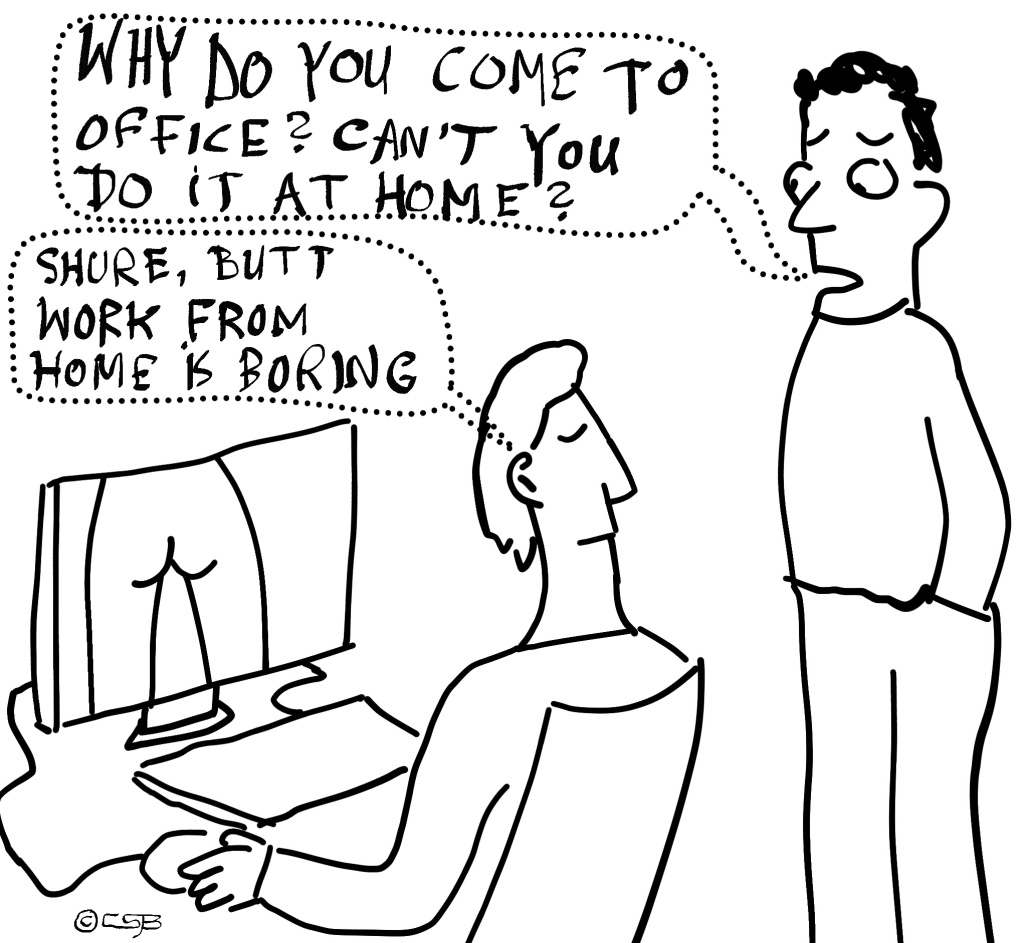 WHY DO YOU COME TO
OFFICE? CAN'T YOU
DO iT AT HOME?
SHURE, BUTT
WORK FROM
HOME iS BORING
© CSB